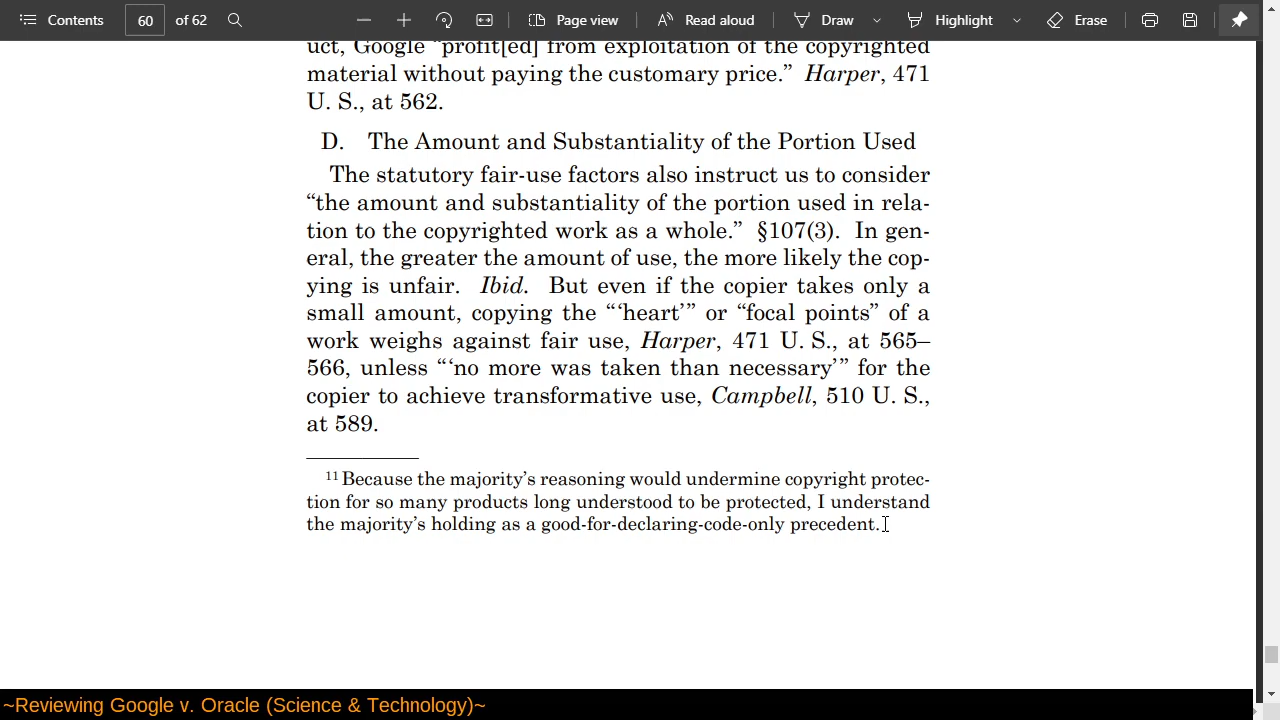 Contents 60 of 62 Page view Read aloud Draw Highlight Erase
uct, Google “profit[ed] from exploitation of the copyrighted
material without paying the customary price.” Harper, 471
U. S., at 562.
D. The Amount and Substantiality of the Portion Used
The statutory fair-use factors also instruct us to consider
“the amount and substantiality of the portion used in rela-
tion to the copyrighted work as a whole.” §107(3). In gen-
eral, the greater the amount of use, the more likely the cop-
ying is unfair. Ibid. But even if the copier takes only a
small amount, copying the “‘heart’” or “focal points” of a
work weighs against fair use, Harper, 471 U. S., at 565–
566, unless “‘no more was taken than necessary’” for the
copier to achieve transformative use, Campbell, 510 U. S.,
at 589.
11 Because the majority’s reasoning would undermine copyright protec-
tion for so many products long understood to be protected, I understand
the majority’s holding as a good-for-declaring-code-only precedent.
~Reviewing Google v. Oracle (Science & Technology)~